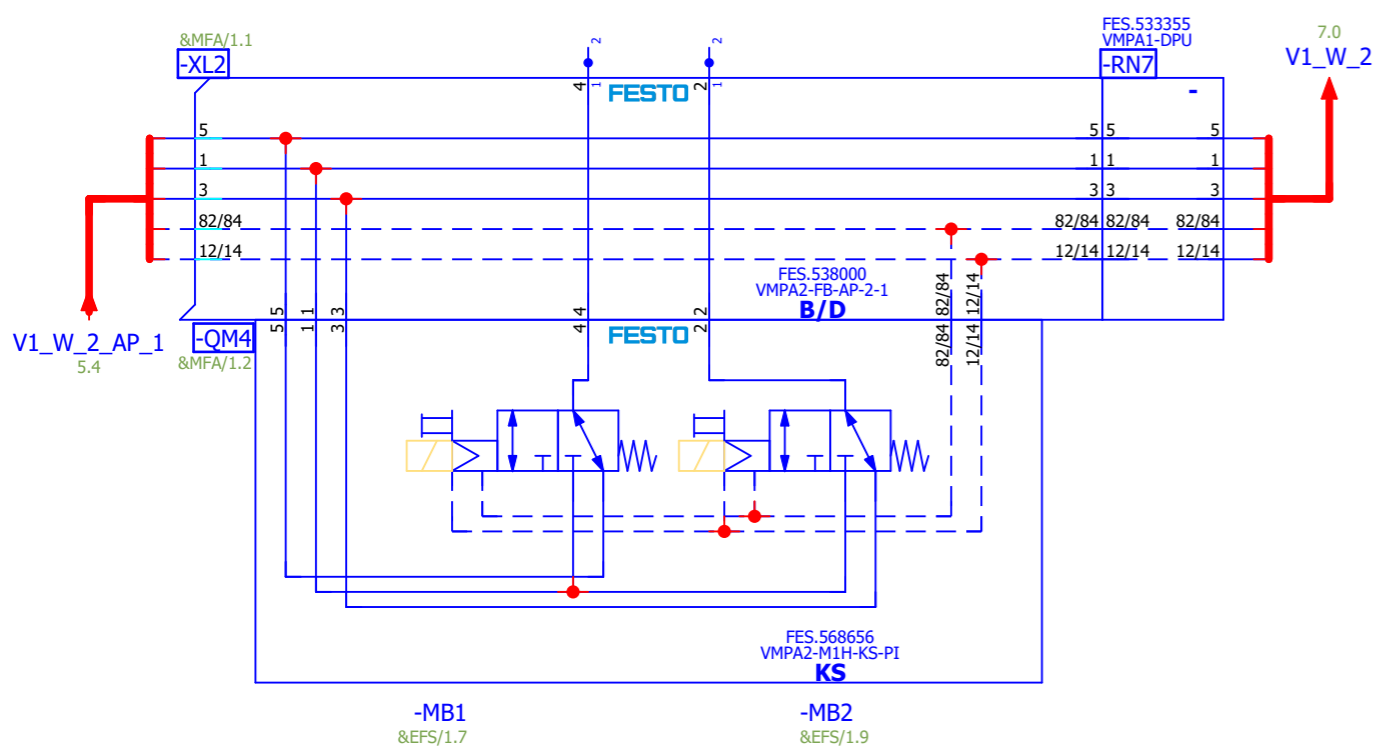 &MFA/1.1
-XL2
2
2
FES.533355
VMPA1-DPU
-RN7
7.0
V1_W_2
4
1
FESTO
2
1
-
5
5
5
5
1
1
1
1
3
3
3
3
82/84
82/84
82/84
82/84
12/14
12/14
12/14
12/14
FES.538000
VMPA2-FB-AP-2-1
B/D
5
1
3
4
2
82/84
12/14
-QM4
&MFA/1.2
5
1
3
4
FESTO
2
82/84
12/14
V1_W_2_AP_1
5.4
FES.568656
VMPA2-M1H-KS-PI
KS
-MB1
&EFS/1.7
-MB2
&EFS/1.9